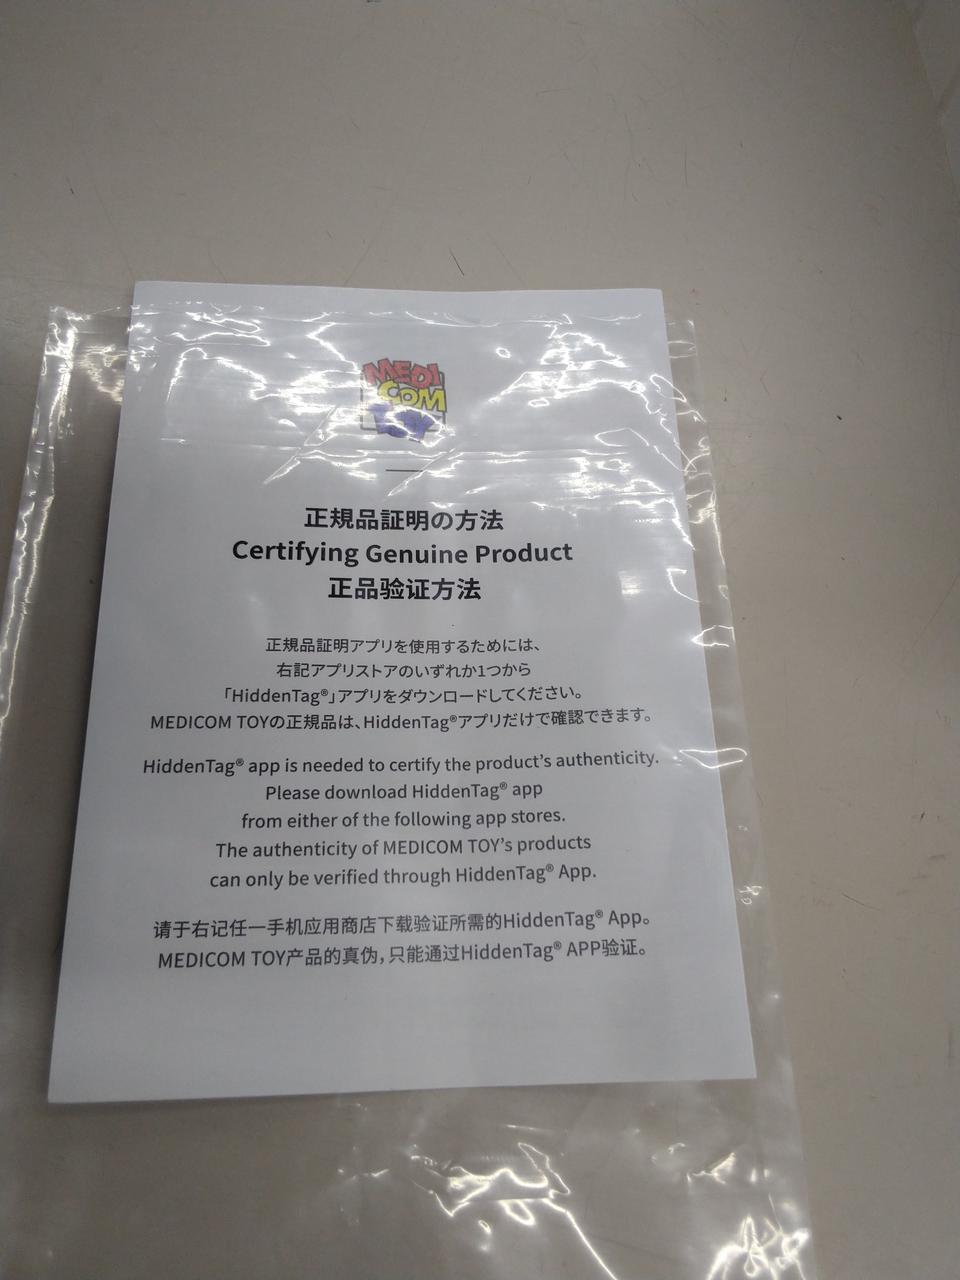 MEDI
COM
TOY
正規品証明の方法
Certifying Genuine Product
正品验证方法
正規品証明アプリを使用するためには、
右記アプリストアのいずれか1つから
「HiddenTag®」アプリをダウンロードしてください。
MEDICOM TOYの正規品は、HiddenTag®アプリだけで確認できます。
HiddenTag® app is needed to certify the product’s authenticity.
Please download HiddenTag® app
from either of the following app stores.
The authenticity of MEDICOM TOY’s products
can only be verified through HiddenTag® App.
请于右记任一手机应用商店下载验证所需的HiddenTag® App。
MEDICOM TOY产品的真伪，只能通过HiddenTag® APP验证。